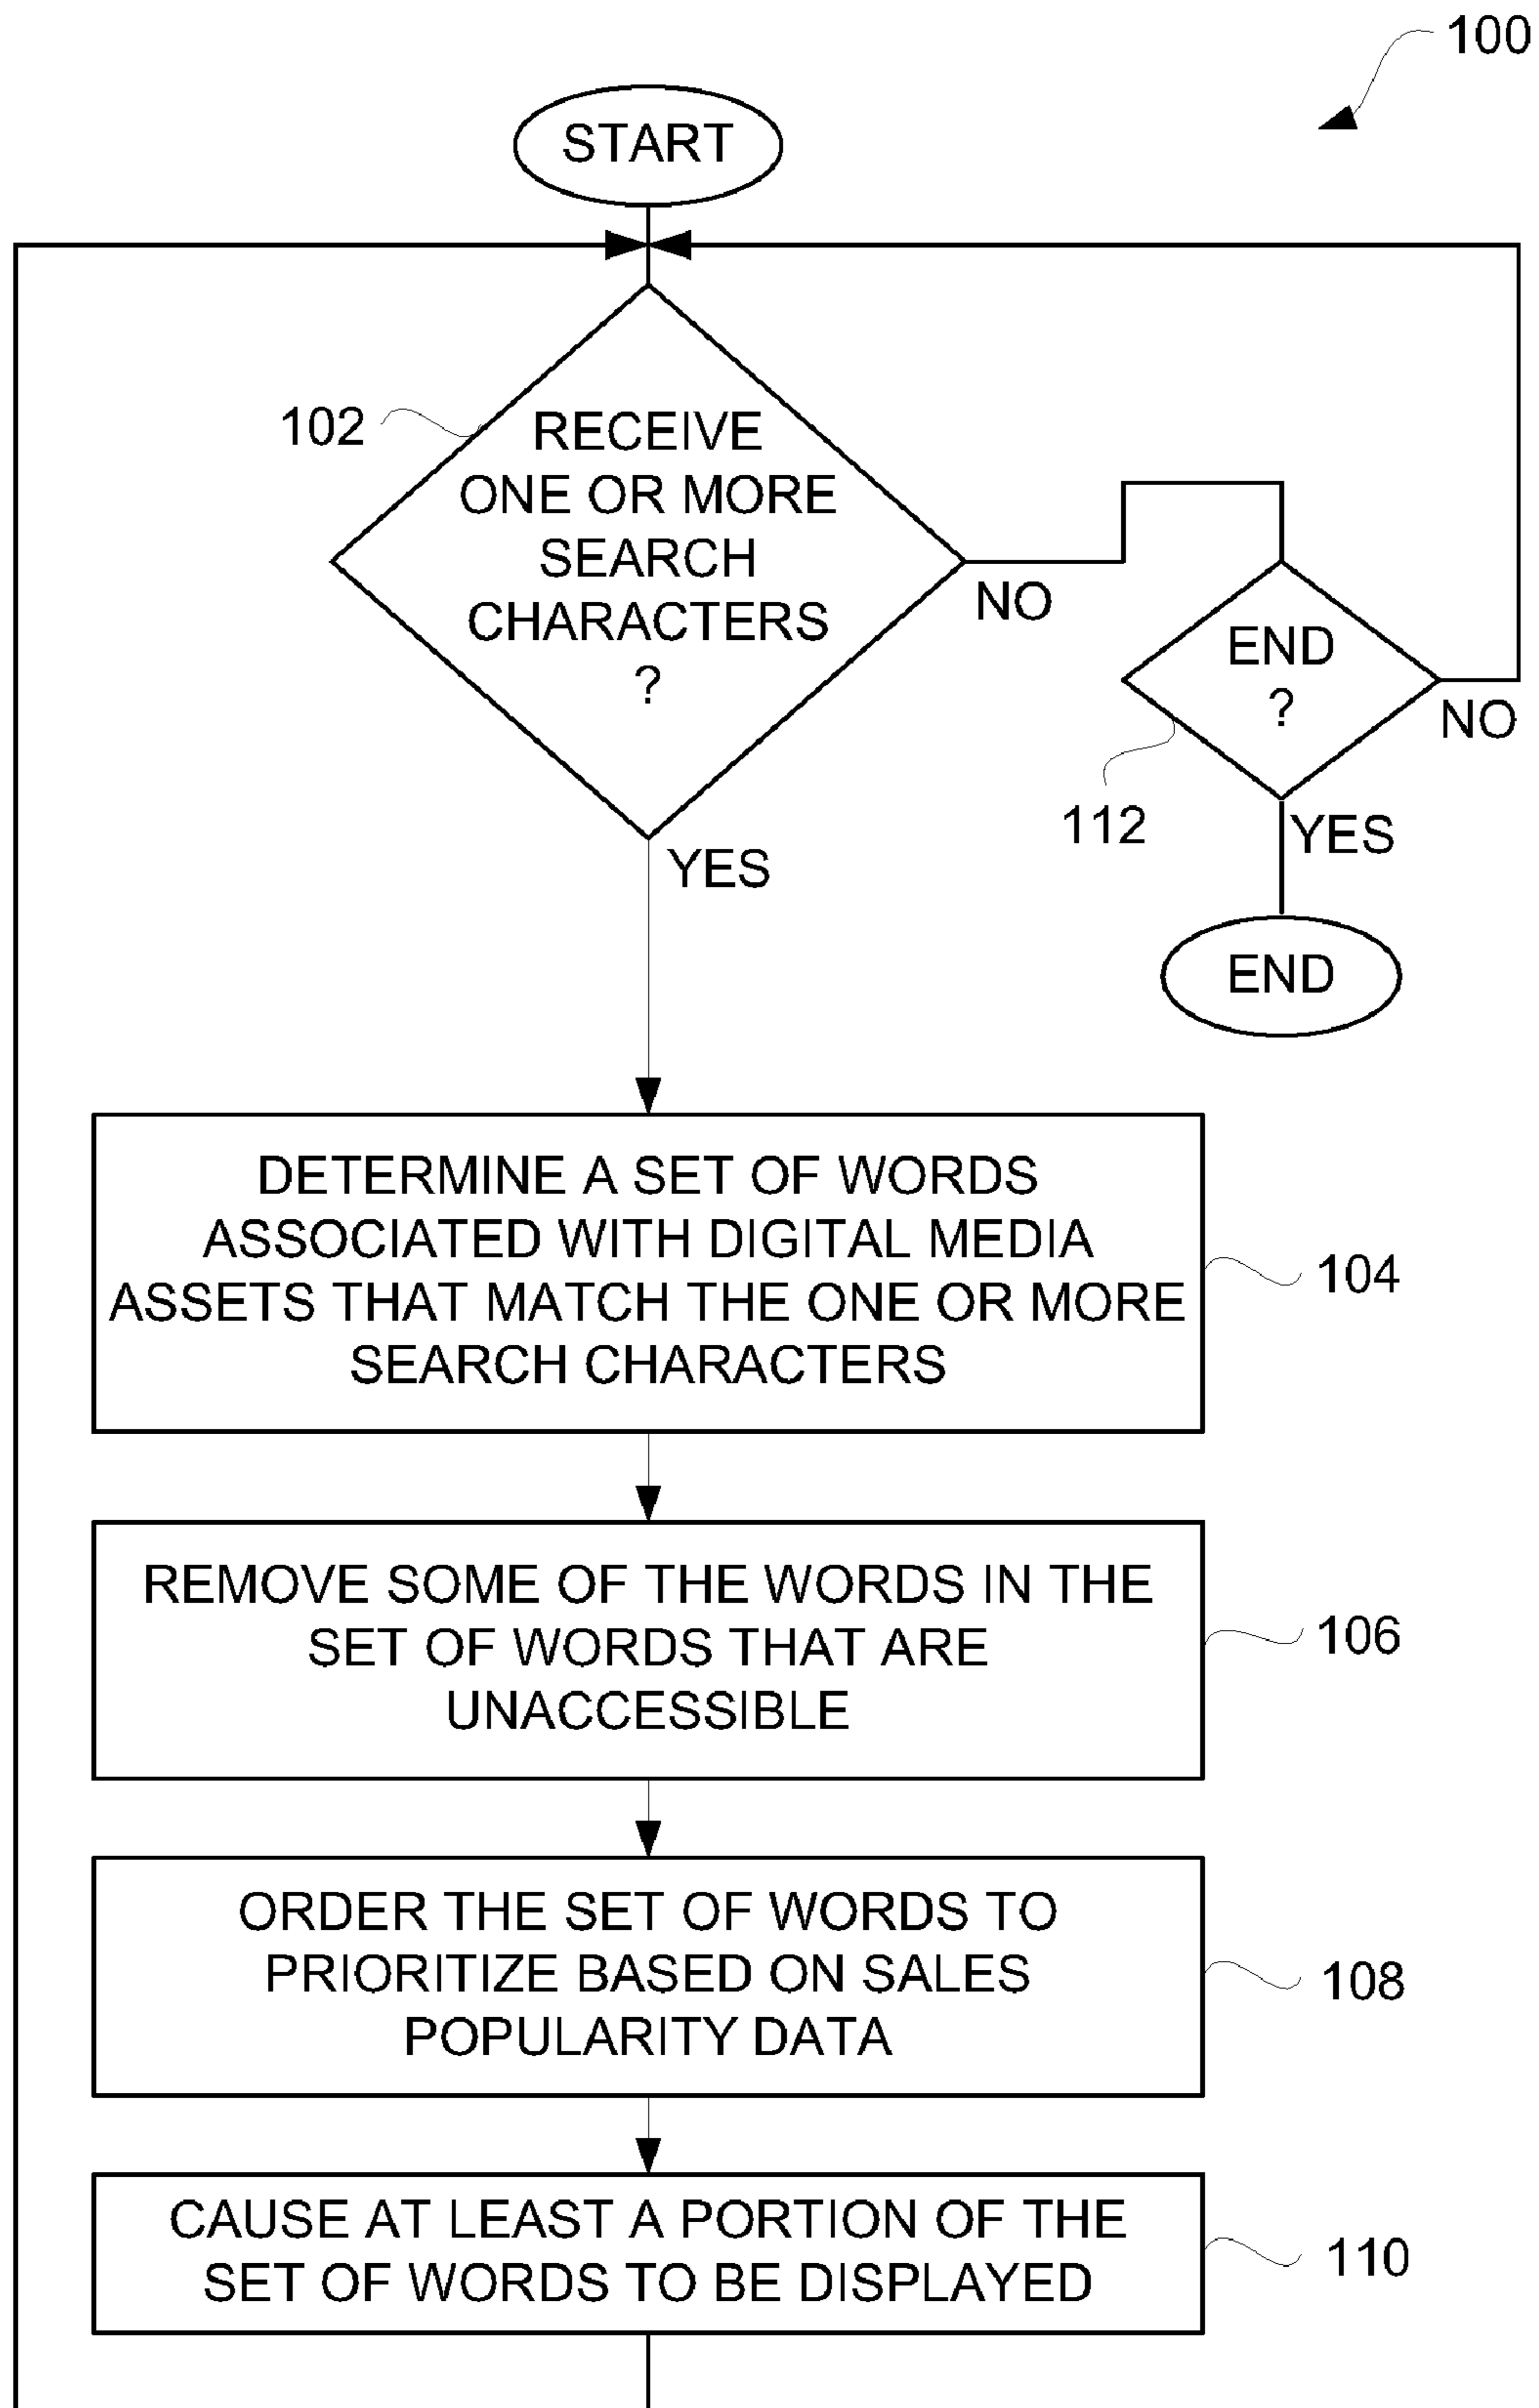 100
START
102
RECEIVE
ONE OR MORE
SEARCH
CHARACTERS
?
NO
END
?
NO
112
YES
YES
END
DETERMINE A SET OF WORDS
ASSOCIATED WITH DIGITAL MEDIA
ASSETS THAT MATCH THE ONE OR MORE
SEARCH CHARACTERS
104
REMOVE SOME OF THE WORDS IN THE
SET OF WORDS THAT ARE
UNACCESSIBLE
106
ORDER THE SET OF WORDS TO
PRIORITIZE BASED ON SALES
POPULARITY DATA
108
CAUSE AT LEAST A PORTION OF THE
SET OF WORDS TO BE DISPLAYED
110